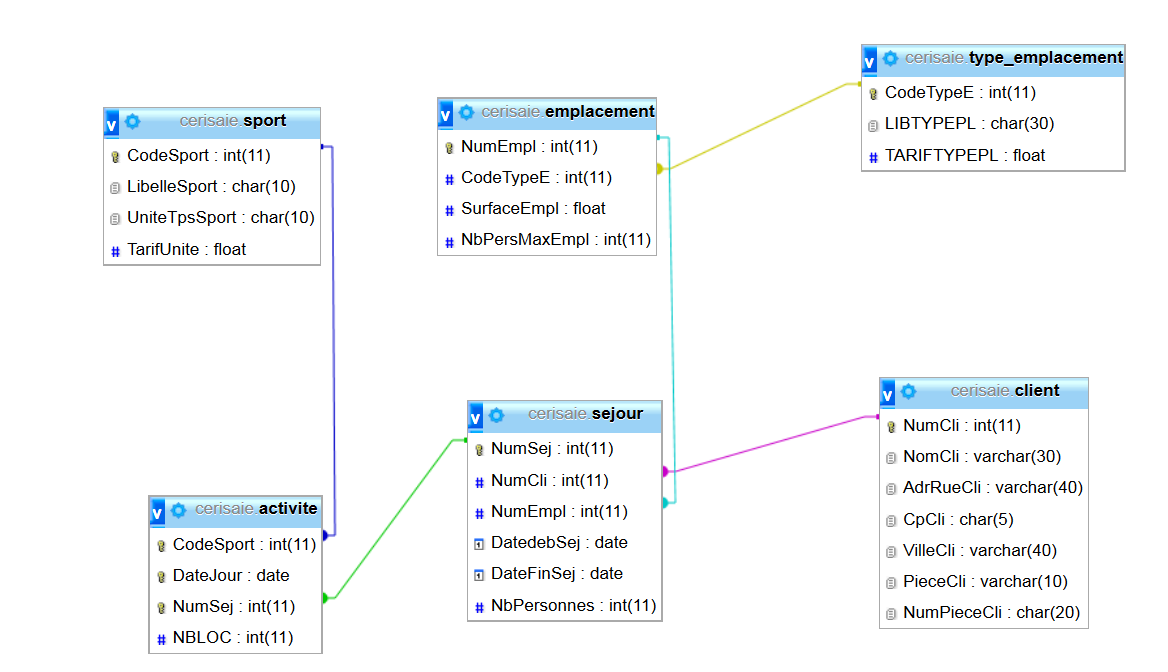 cerisaie.sport
CodeSport : int(11)
LibelleSport : char(10)
UniteTpsSport : char(10)
# TarifUnite : float
cerisaie.emplacement
NumEmpl : int(11)
# CodeTypeE : int(11)
# SurfaceEmpl : float
# NbPersMaxEmpl : int(11)
cerisaie.type_emplacement
CodeTypeE : int(11)
LIBTYPEPL : char(30)
# TARIFTYPEPL : float
cerisaie.activite
CodeSport : int(11)
DateJour : date
NumSej : int(11)
# NBLOC : int(11)
cerisaie.sejour
NumSej : int(11)
# NumCli : int(11)
# NumEmpl : int(11)
DatedebSej : date
DateFinSej : date
# NbPersonnes : int(11)
cerisaie.client
NumCli : int(11)
NomCli : varchar(30)
AdrRueCli : varchar(40)
CpCli : char(5)
VilleCli : varchar(40)
PieceCli : varchar(10)
NumPieceCli : char(20)